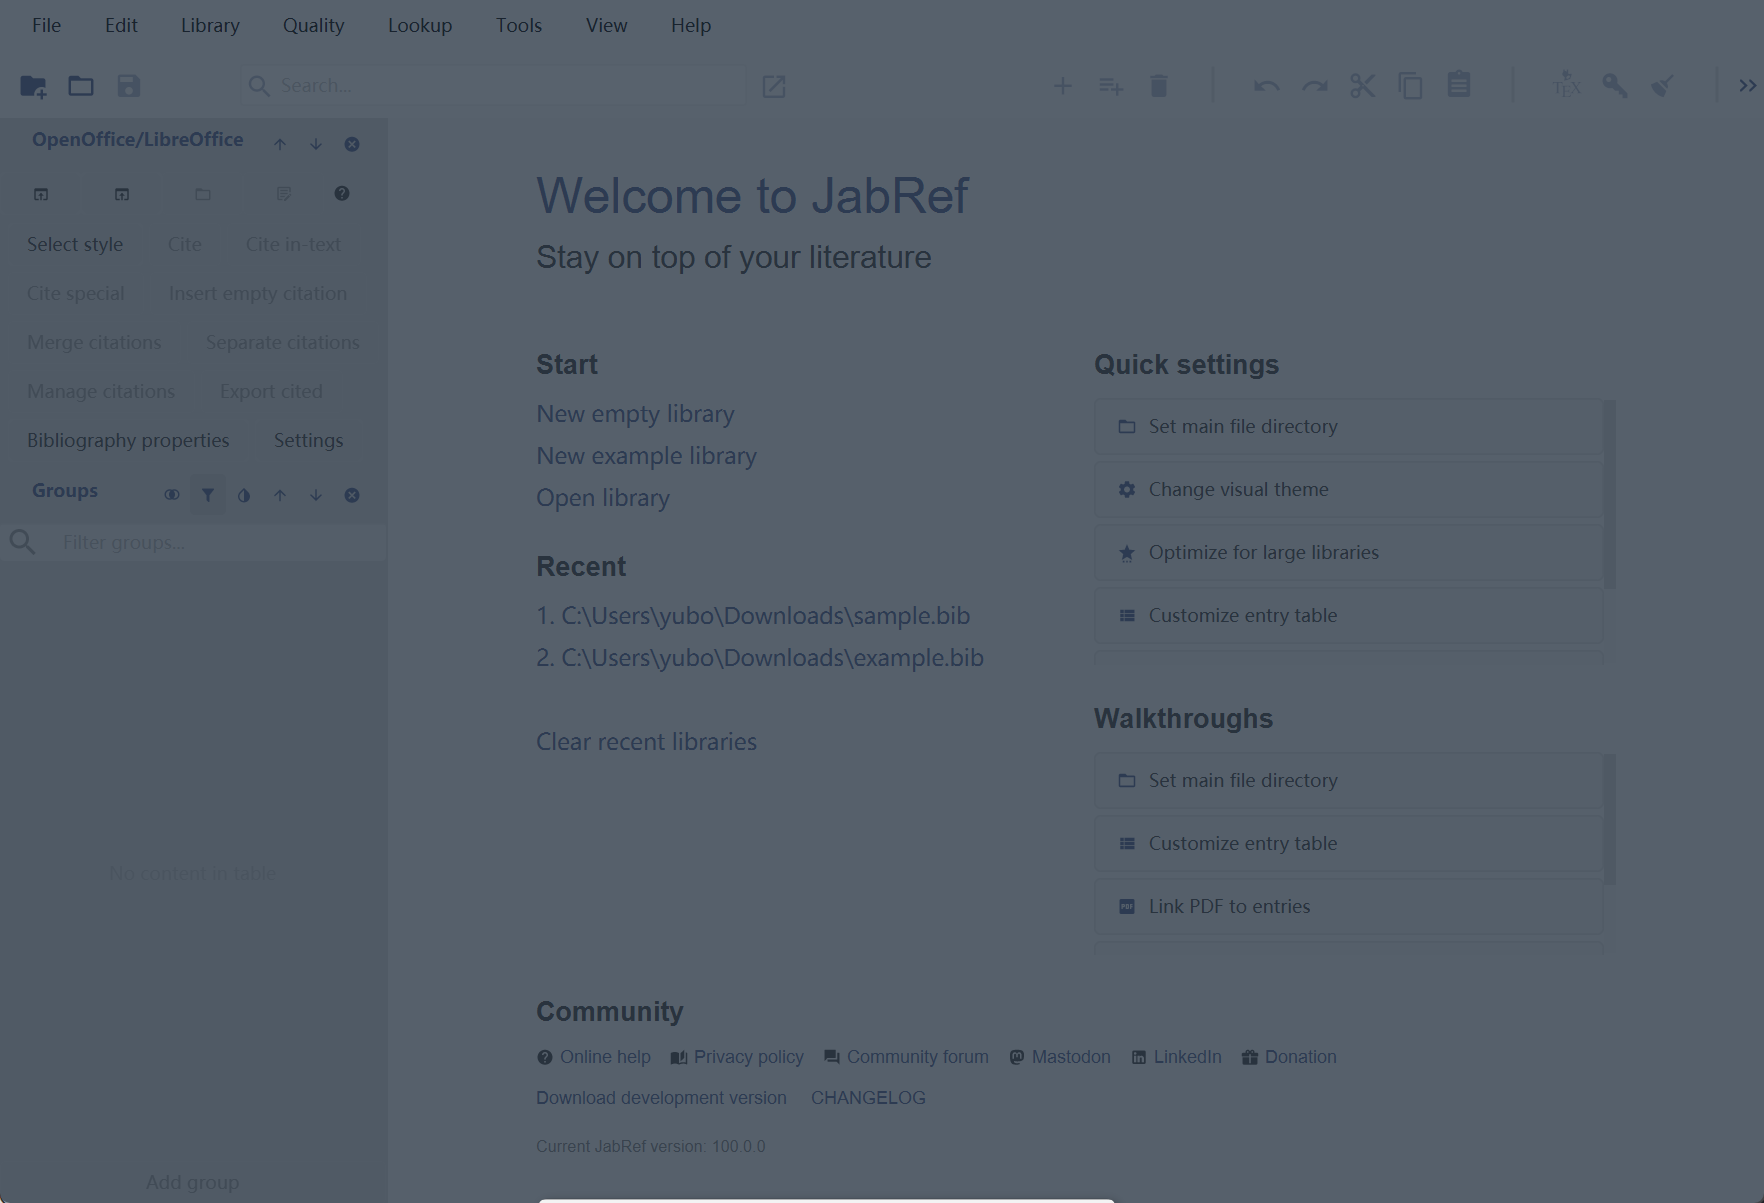 File Edit Library Quality Lookup Tools View Help
Search...
TEX
OpenOffice/LibreOffice
Select style Cite Cite in-text
Cite special Insert empty citation
Merge citations Separate citations
Manage citations Export cited
Bibliography properties Settings
Groups
Filter groups...
No content in table
Add group
Welcome to JabRef
Stay on top of your literature
Start
New empty library
New example library
Open library
Recent
1. C:\Users\yubo\Downloads\sample.bib
2. C:\Users\yubo\Downloads\example.bib
Clear recent libraries
Quick settings
Set main file directory
Change visual theme
Optimize for large libraries
Customize entry table
Walkthroughs
Set main file directory
Customize entry table
PDF Link PDF to entries
Community
Online help Privacy policy Community forum Mastodon LinkedIn Donation
Download development version CHANGELOG
Current JabRef version: 100.0.0